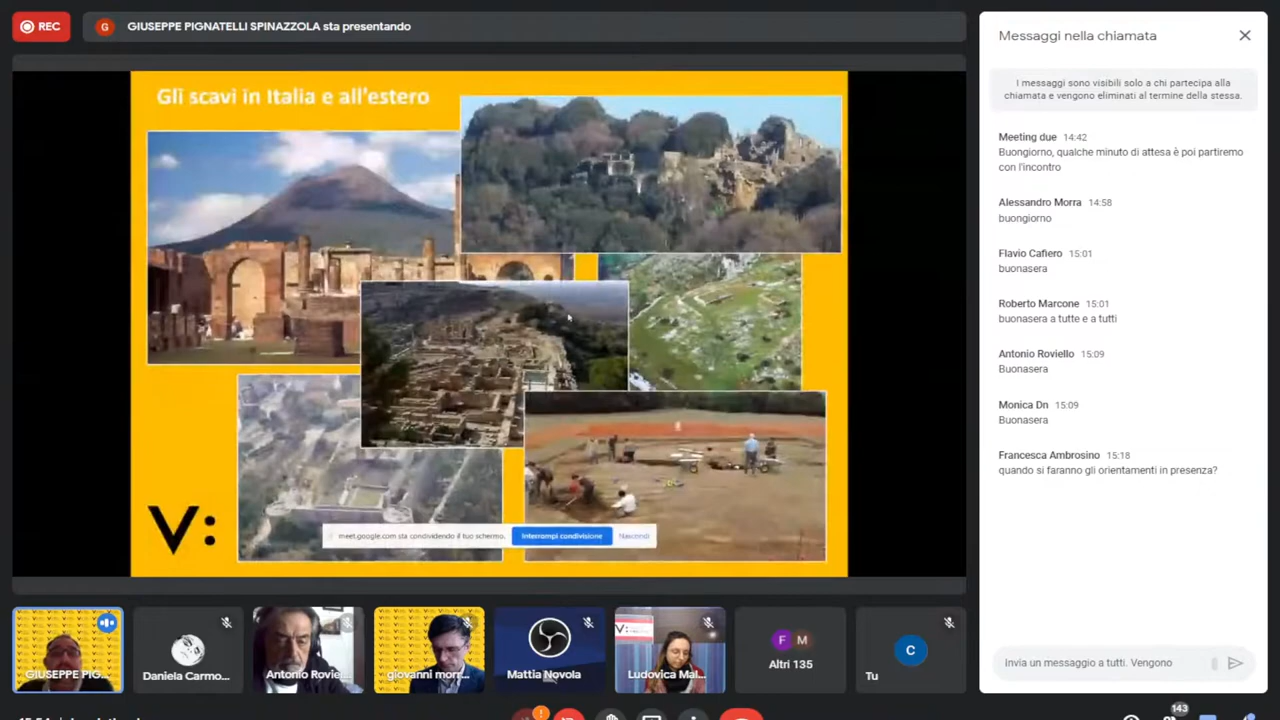 REC
G
GIUSEPPE PIGNATELLI SPINAZZOLA sta presentando
Gli scavi in Italia e all'estero
V:
meet.google.com sta condividendo il tuo schermo.
Interrompi condivisione
Nascondi
GIUSEPPE PIG...
Daniela Carmo...
Antonio Rovie...
giovanni morr...
Mattia Novola
V:
Ludovica Mal...
F M
Altri 135
C
Tu
143
Messaggi nella chiamata
I messaggi sono visibili solo a chi partecipa alla
chiamata e vengono eliminati al termine della stessa.
Meeting due 14:42
Buongiorno, qualche minuto di attesa è poi partiremo
con l'incontro
Alessandro Morra 14:58
buongiorno
Flavio Cafiero 15:01
buonasera
Roberto Marcone 15:01
buonasera a tutte e a tutti
Antonio Roviello 15:09
Buonasera
Monica Dn 15:09
Buonasera
Francesca Ambrosino 15:18
quando si faranno gli orientamenti in presenza?
Invia un messaggio a tutti. Vengono